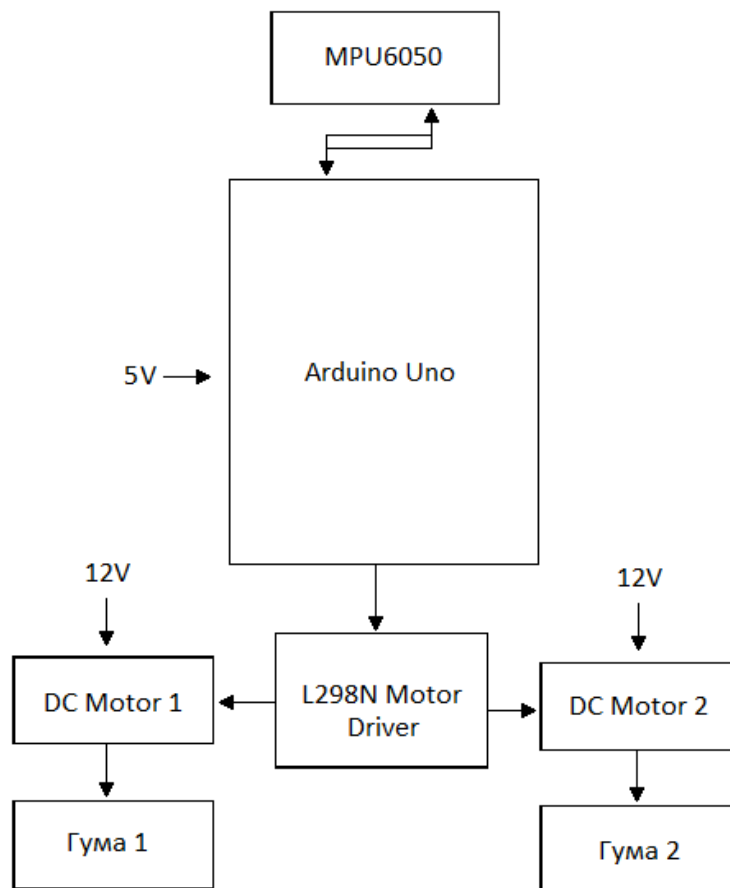 MPU6050
5V
Arduino Uno
12V
12V
DC Motor 1
L298N Motor
Driver
DC Motor 2
Гума 1
Гума 2